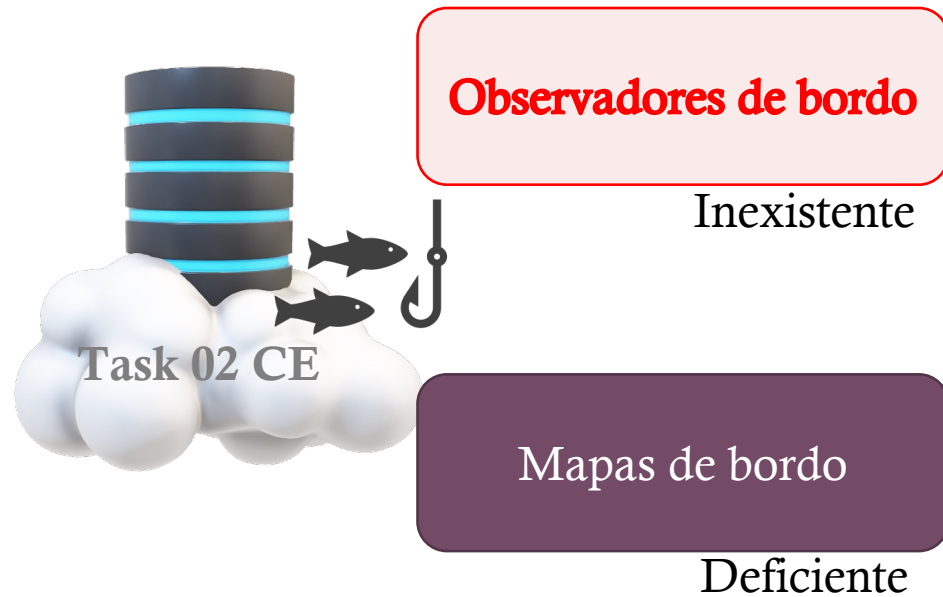 Observadores de bordo
Inexistente
Task 02 CE
Mapas de bordo
Deficiente